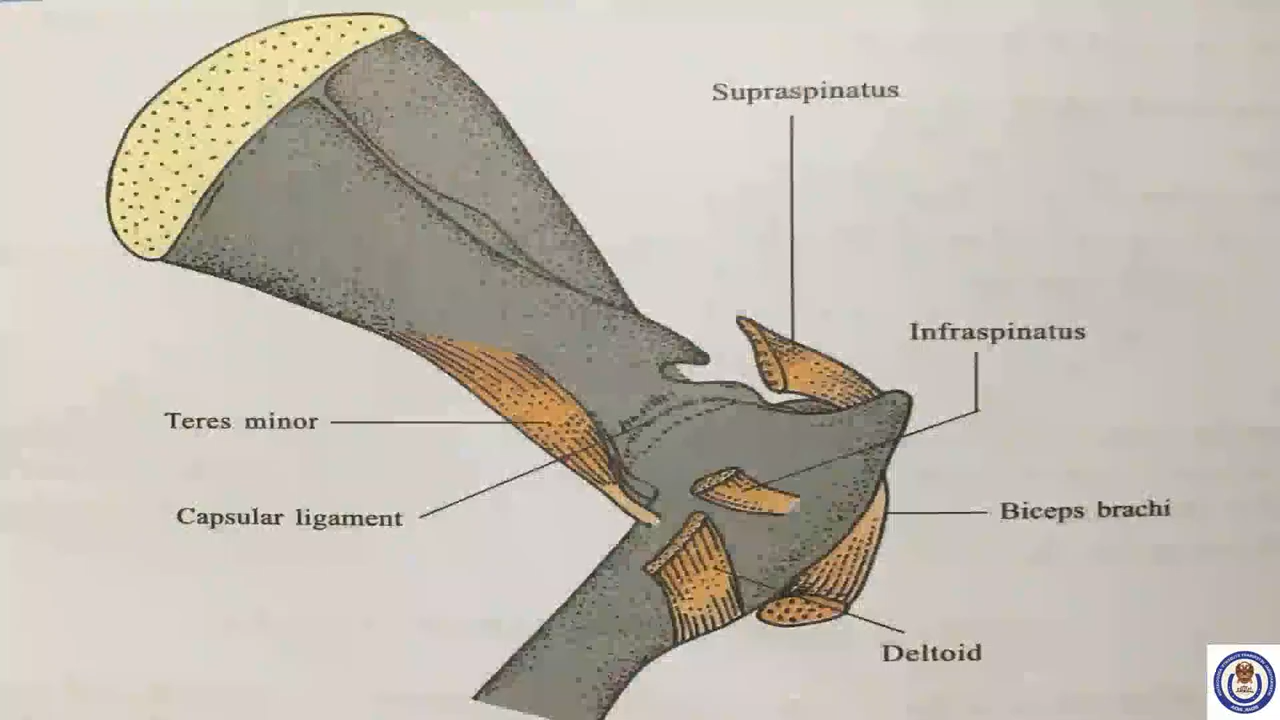 Supraspinatus
Infraspinatus
Teres minor
Capsular ligament
Biceps brachi
Deltoid